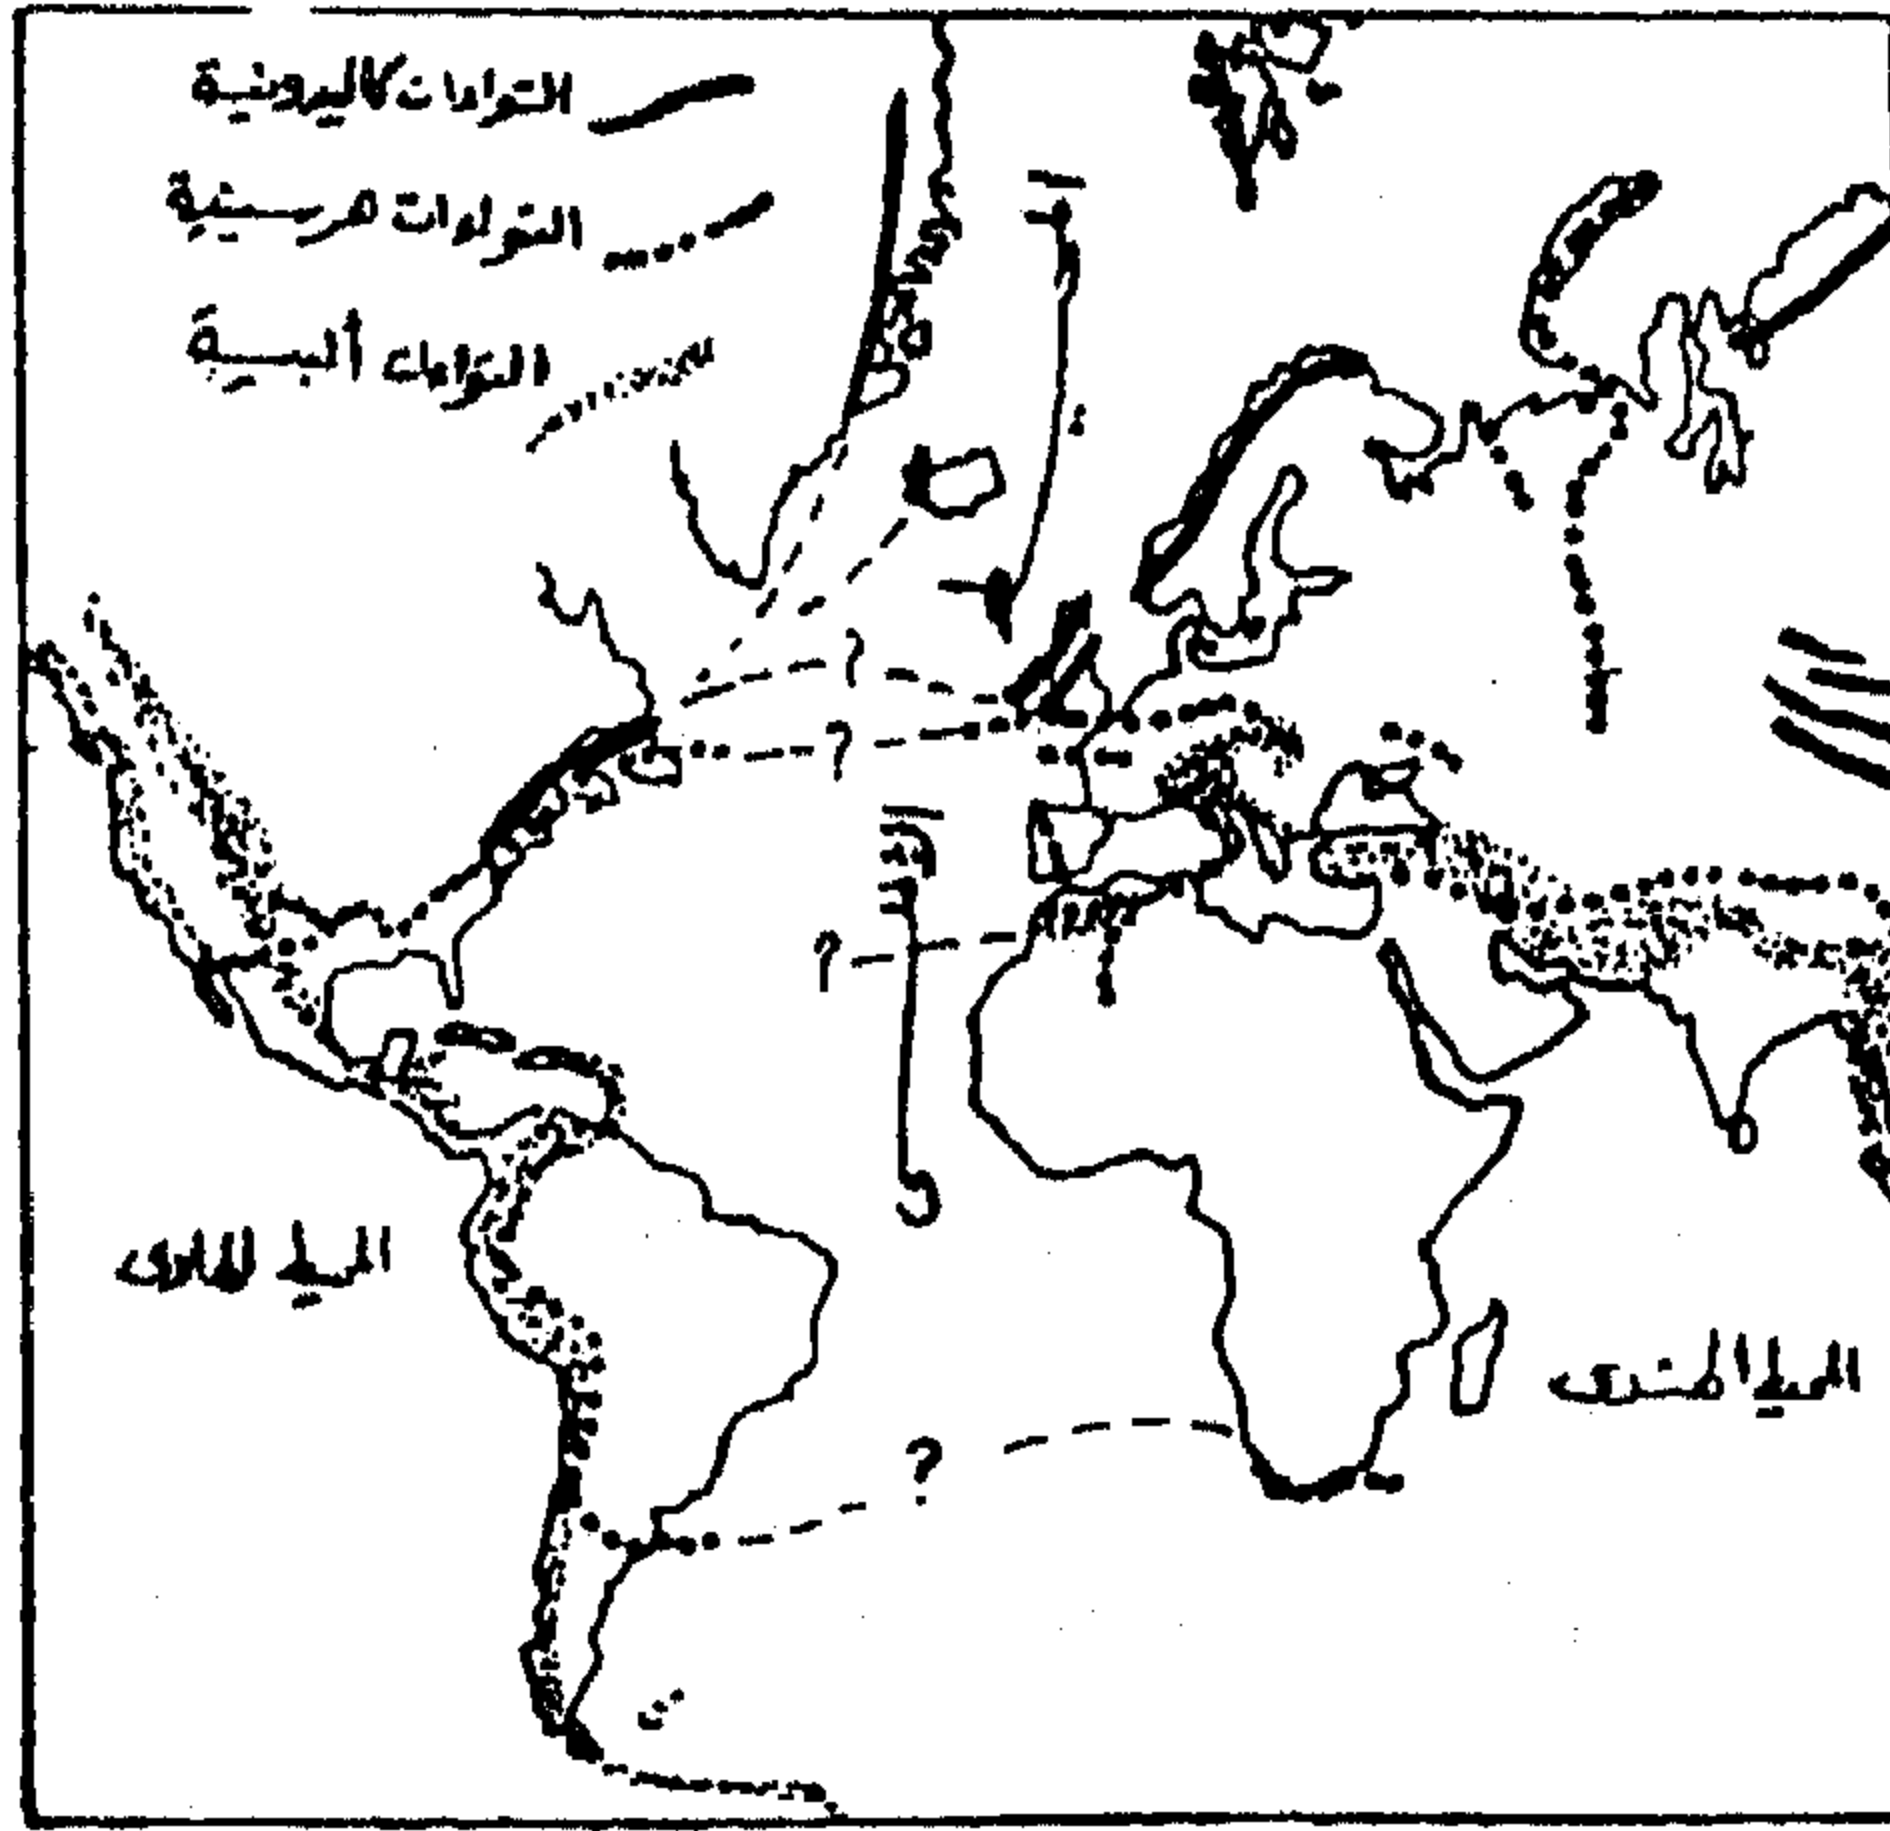 التواءات كاليدونية
التواءات هرسينية
التواءات ألبية
؟
؟
؟
المحيط الهادى
المحيط الهندى
?